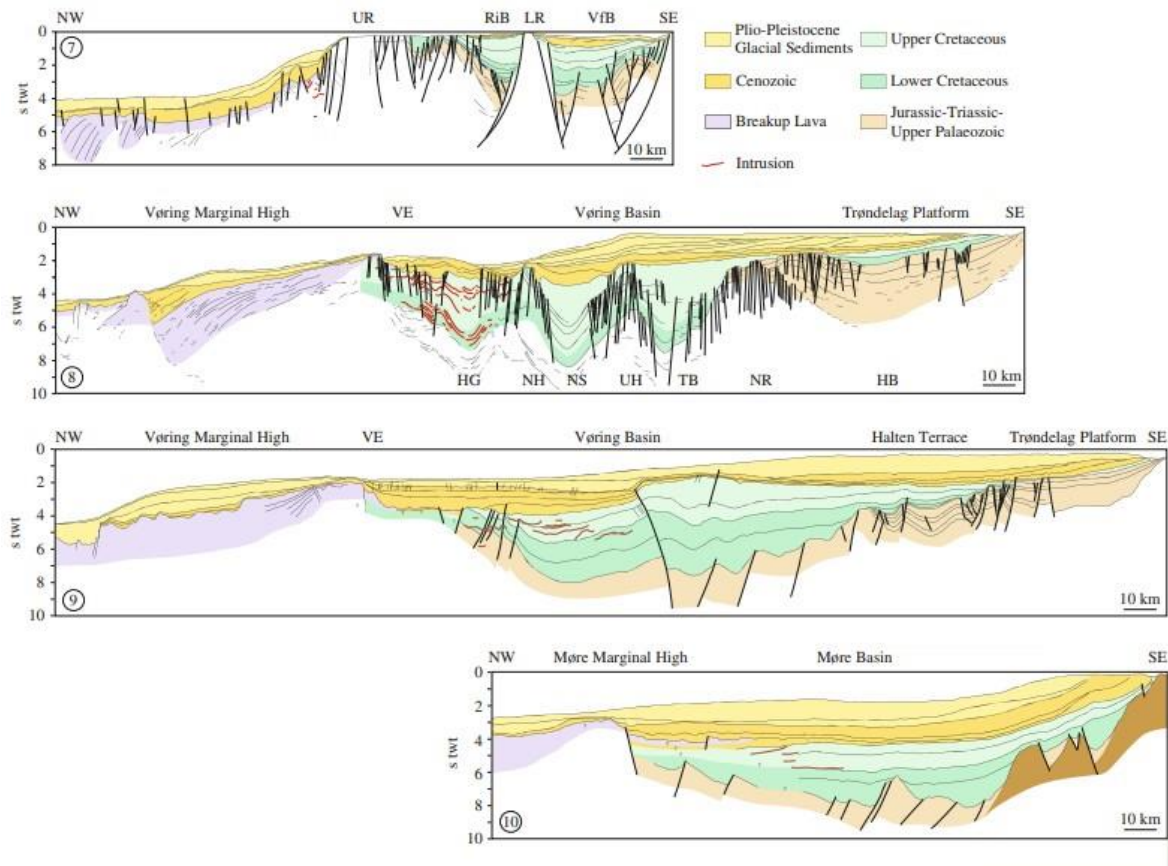 NW UR RiB LR VfB SE
0
2
4
6
8
s twt
7
10 km
Plio-Pleistocene
Glacial Sediments
Cenozoic
Breakup Lava
Intrusion
Upper Cretaceous
Lower Cretaceous
Jurassic-Triassic-
Upper Palaeozoic
NW Vøring Marginal High VE Vøring Basin Trøndelag Platform SE
0
2
4
6
8
10
s twt
8
HG NH NS UH TB NR HB
10 km
NW Vøring Marginal High VE Vøring Basin Halten Terrace Trøndelag Platform SE
0
2
4
6
8
10
s twt
9
10 km
NW Møre Marginal High Møre Basin SE
0
2
4
6
8
10
s twt
10
10 km